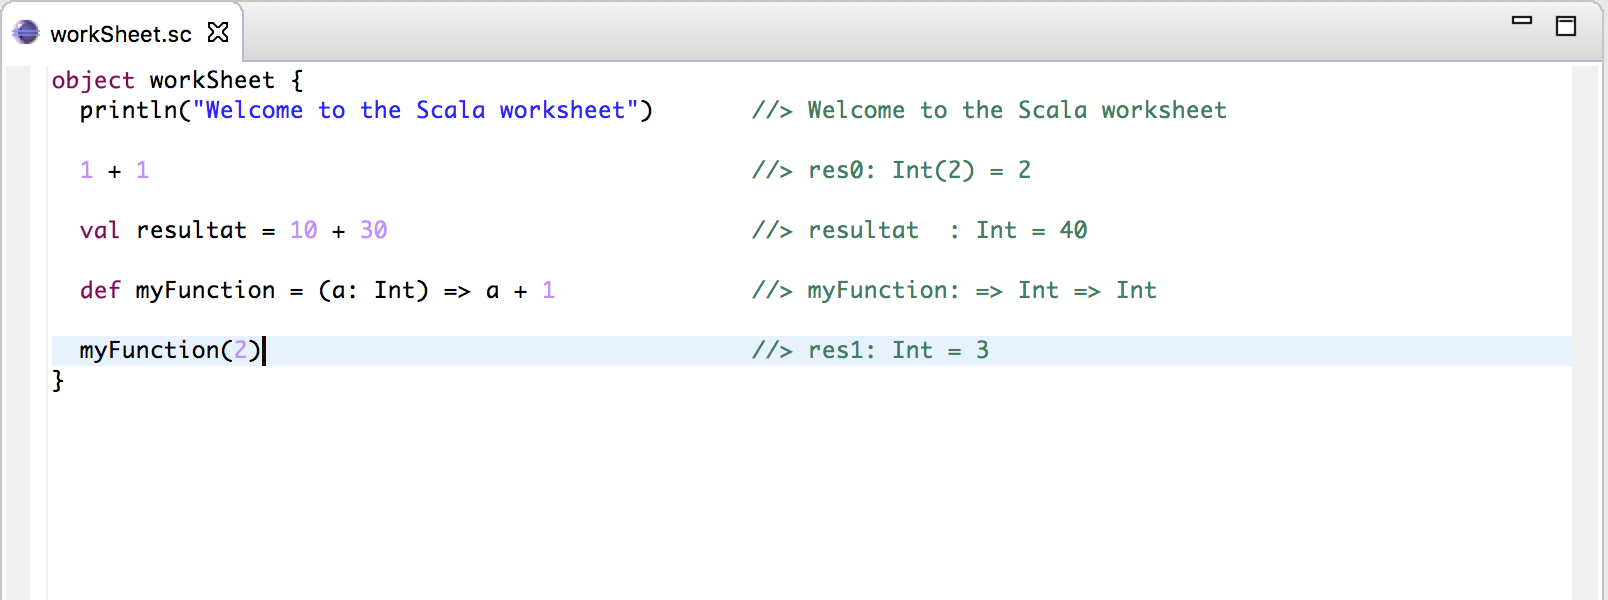 workSheet.sc
object workSheet {
  println("Welcome to the Scala worksheet")       //> Welcome to the Scala worksheet
  1 + 1                                           //> res0: Int(2) = 2
  val resultat = 10 + 30                          //> resultat  : Int = 40
  def myFunction = (a: Int) => a + 1              //> myFunction: => Int => Int
  myFunction(2)                                   //> res1: Int = 3
}